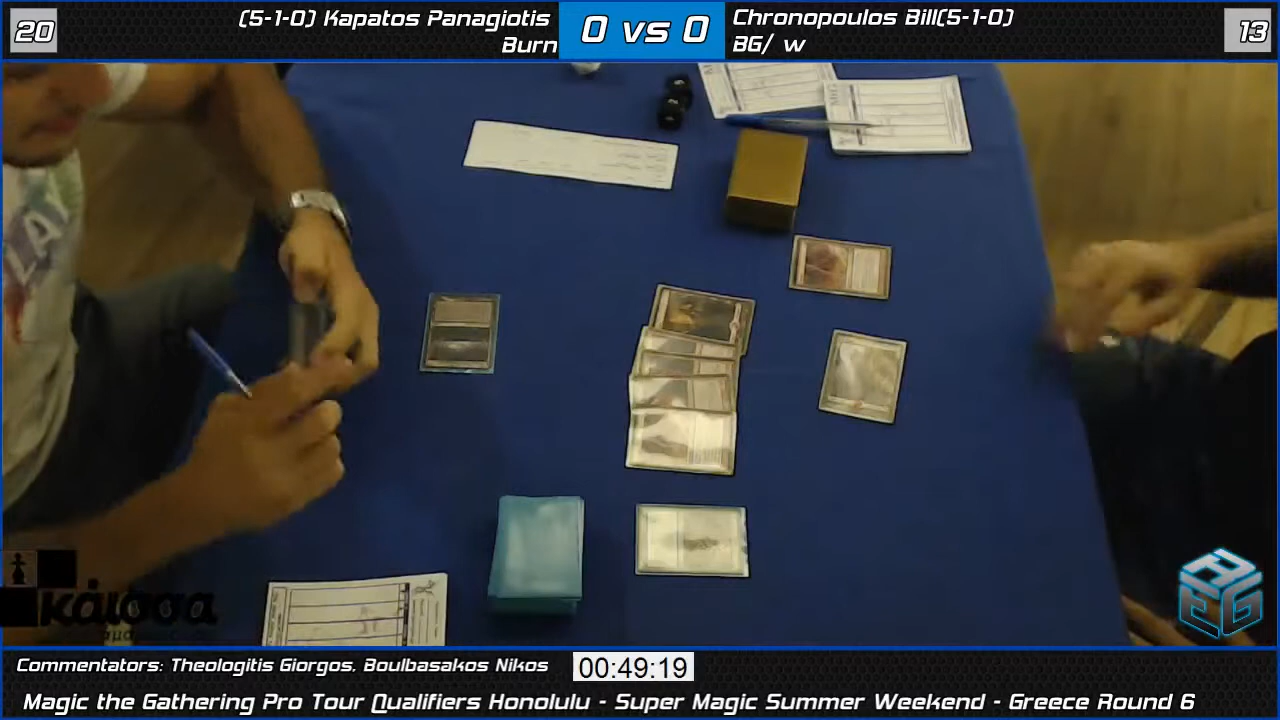 20
(5-1-0) Kapatos Panagiotis
Burn
0 vs 0
Chronopoulos Bill(5-1-0)
BG/ w
13
κάισσα
Commentators: Theologitis Giorgos, Boulbasakos Nikos
00:49:19
Magic the Gathering Pro Tour Qualifiers Honolulu - Super Magic Summer Weekend - Greece Round 6